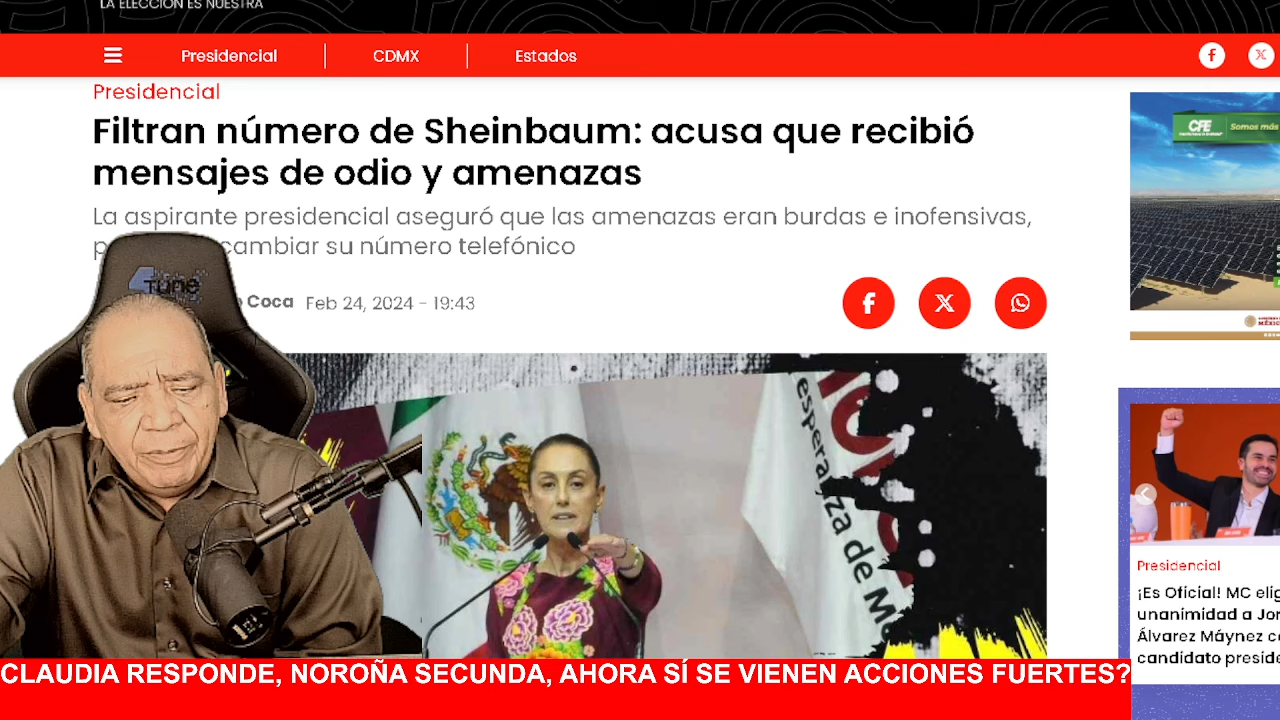 LA ELECCIÓN ES NUESTRA
Presidencial
CDMX
Estados
Presidencial
Filtran número de Sheinbaum: acusa que recibió
mensajes de odio y amenazas
La aspirante presidencial aseguró que las amenazas eran burdas e inofensivas,
cambiar su número telefónico
Coca Feb 24, 2024 - 19:43
CFE
Somos más
4Tune
esperanza de
Presidencial
¡Es Oficial! MC
unanimidad a
Álvarez Máynez
candidato
CLAUDIA RESPONDE, NOROÑA SECUNDA, AHORA SÍ SE VIENEN ACCIONES FUERTES?